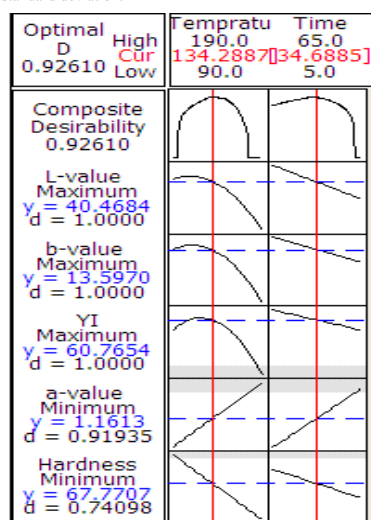 Optimal
D
0.92610
High
Cur
Low
Tempratu
190.0
134.2887
90.0
Time
65.0
[34.6885]
5.0
Composite
Desirability
0.92610
L-value
Maximum
y = 40.4684
d = 1.0000
b-value
Maximum
y = 13.5970
d = 1.0000
YI
Maximum
y = 60.7654
d = 1.0000
a-value
Minimum
y = 1.1613
d = 0.91935
Hardness
Minimum
y = 67.7707
d = 0.74098